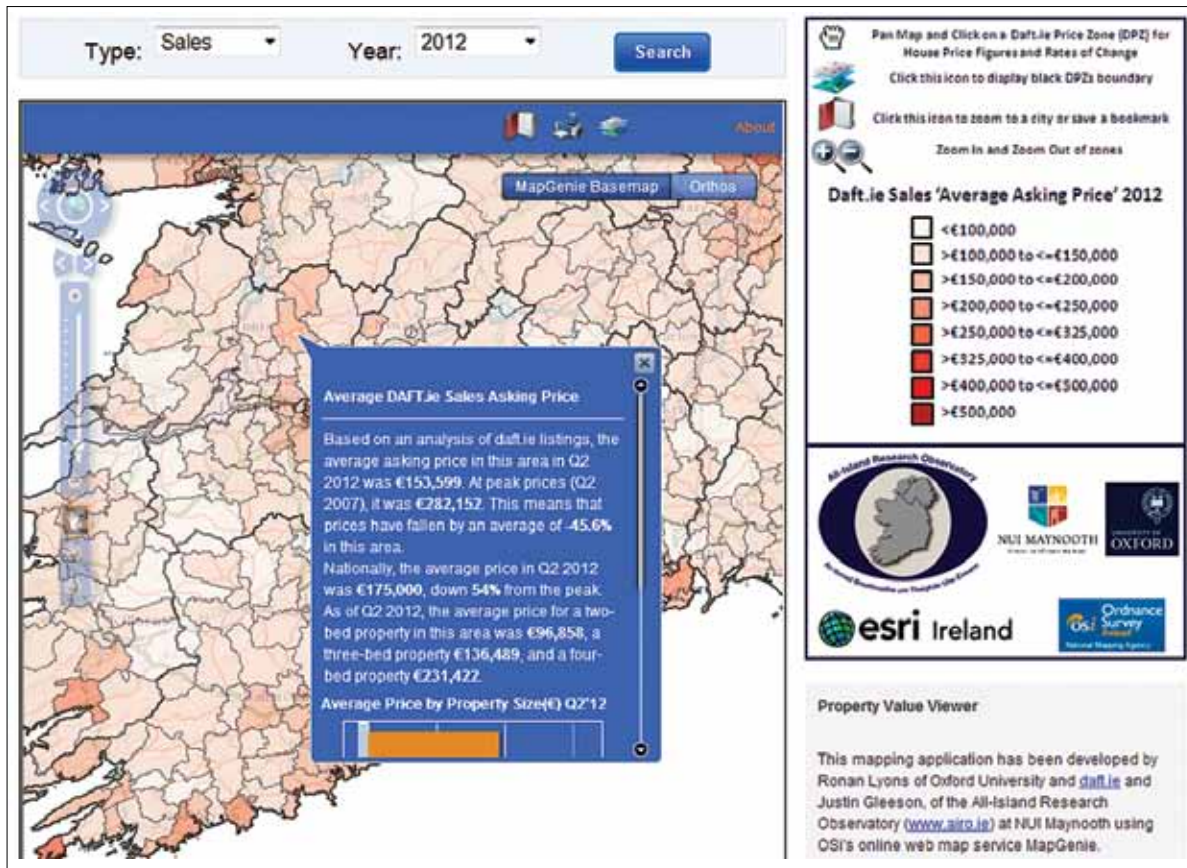 Type:
Sales
Year:
2012
Search
About
MapGenie Basemap
Orthos
Average DAFT.ie Sales Asking Price
Based on an analysis of daft.ie listings, the
average asking price in this area in Q2
2012 was €153,599. At peak prices (Q2
2007), it was €282,152. This means that
prices have fallen by an average of -45.6%
in this area.
Nationally, the average price in Q2 2012
was €175,000, down 54% from the peak.
As of Q2 2012, the average price for a two-
bed property in this area was €96,858, a
three-bed property €136,489, and a four-
bed property €231,422.
Average Price by Property Size(€) Q2'12
Pan Map and Click on a Daft.ie Price Zone (DPZ) for
House Price Figures and Rates of Change
Click this icon to display black DPZs boundary
Click this icon to zoom to a city or save a bookmark
Zoom In and Zoom Out of zones
Daft.ie Sales 'Average Asking Price' 2012
<€100,000
>€100,000 to <=€150,000
>€150,000 to <=€200,000
>€200,000 to <=€250,000
>€250,000 to <=€325,000
>€325,000 to <=€400,000
>€400,000 to <=€500,000
>€500,000
All-Island Research Observatory
NUI MAYNOOTH
UNIVERSITY OF
OXFORD
esri Ireland
OSi
Ordnance
Survey
Ireland
National Mapping Agency
Property Value Viewer
This mapping application has been developed by
Ronan Lyons of Oxford University and daft.ie and
Justin Gleeson, of the All-Island Research
Observatory (www.airo.ie) at NUI Maynooth using
OSi's online web map service MapGenie.